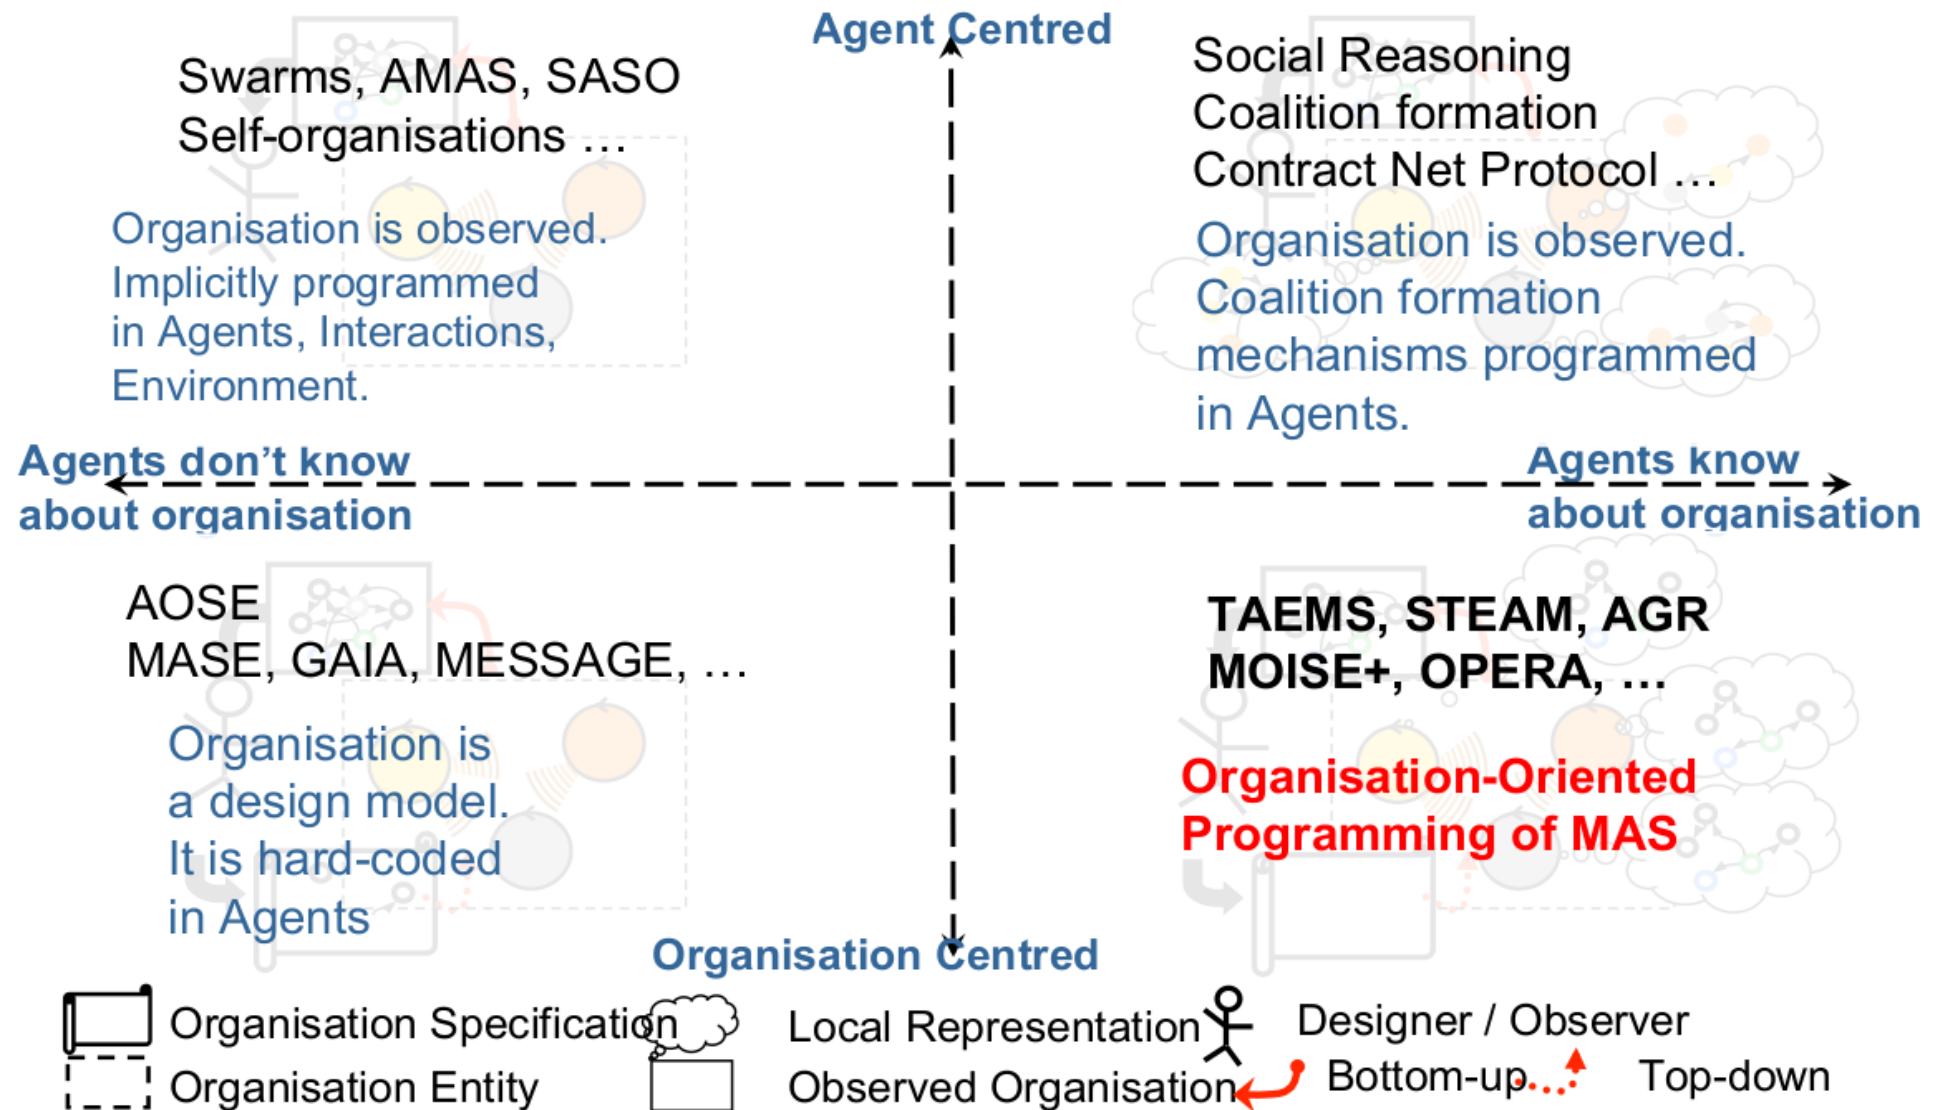 Agent Centred
Swarms, AMAS, SASO
Self-organisations …
Organisation is observed.
Implicitly programmed
in Agents, Interactions,
Environment.
Social Reasoning
Coalition formation
Contract Net Protocol …
Organisation is observed.
Coalition formation
mechanisms programmed
in Agents.
Agents don’t know
about organisation
Agents know
about organisation
AOSE
MASE, GAIA, MESSAGE, …
Organisation is
a design model.
It is hard-coded
in Agents
TAEMS, STEAM, AGR
MOISE+, OPERA, …
Organisation-Oriented
Programming of MAS
Organisation Centred
Organisation Specification
Local Representation
Designer / Observer
Organisation Entity
Observed Organisation
Bottom-up
Top-down